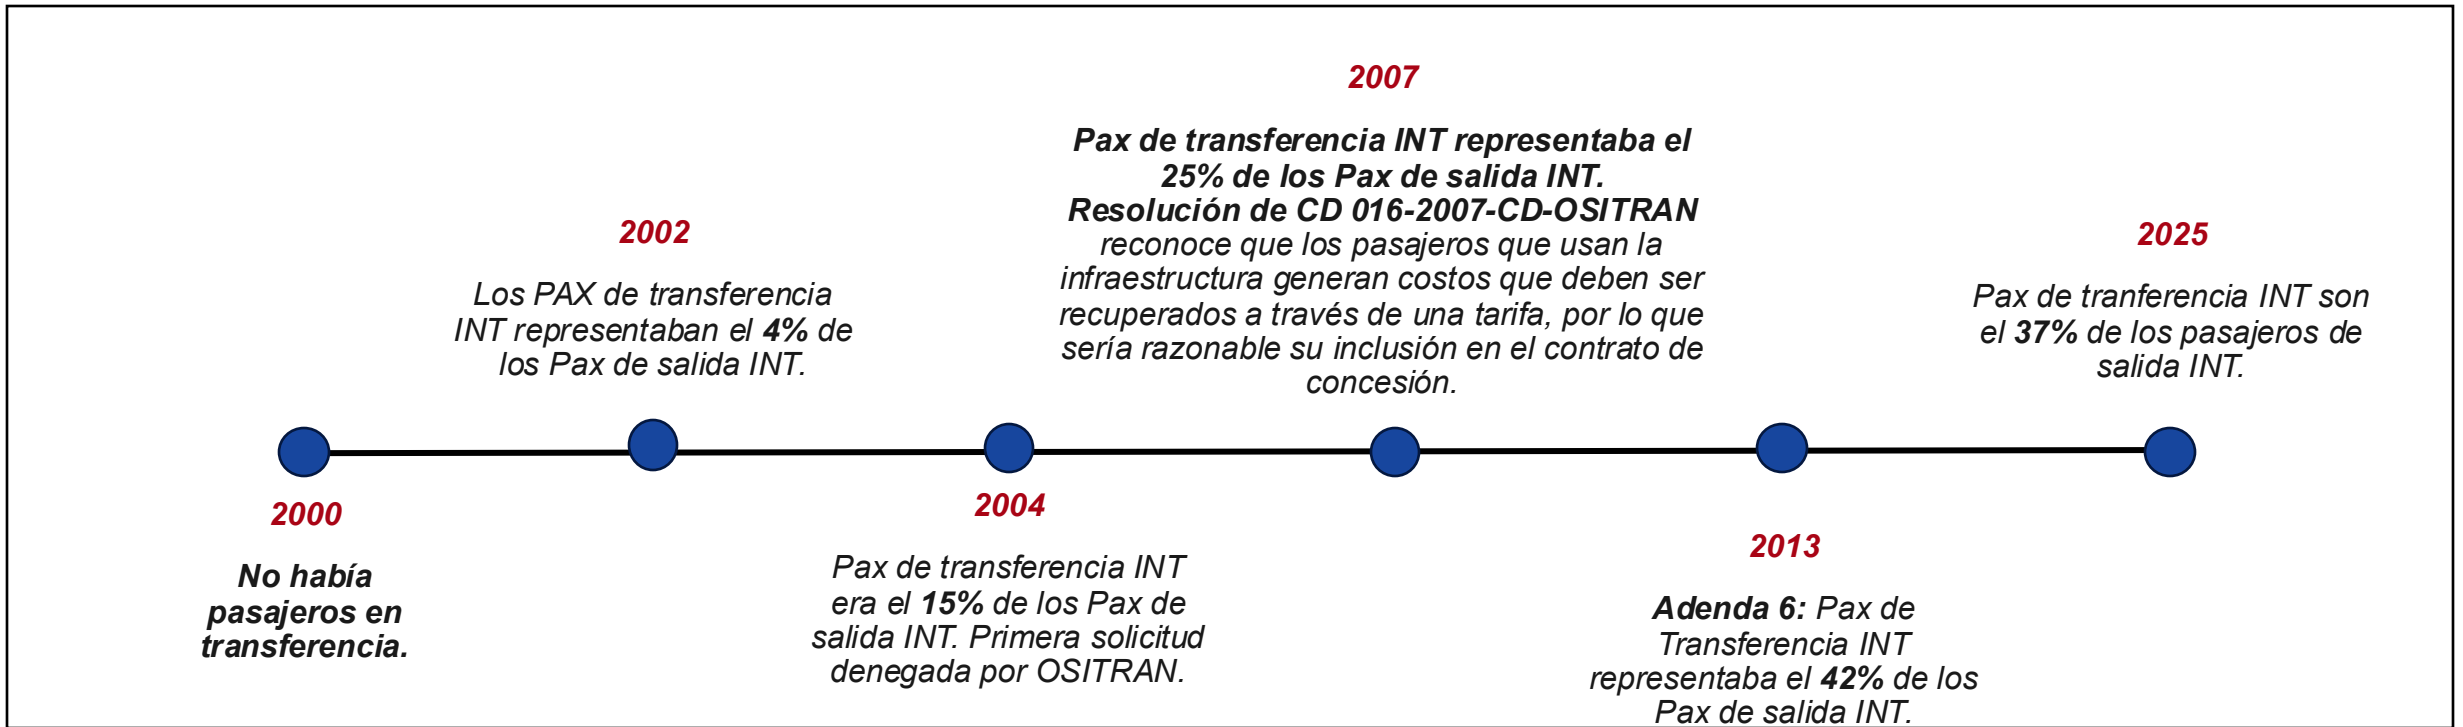 2000
No había
pasajeros en
transferencia.
2002
Los PAX de transferencia
INT representaban el 4% de
los Pax de salida INT.
2004
Pax de transferencia INT
era el 15% de los Pax de
salida INT. Primera solicitud
denegada por OSITRAN.
2007
Pax de transferencia INT representaba el
25% de los Pax de salida INT.
Resolución de CD 016-2007-CD-OSITRAN
reconoce que los pasajeros que usan la
infraestructura generan costos que deben ser
recuperados a través de una tarifa, por lo que
sería razonable su inclusión en el contrato de
concesión.
2013
Adenda 6: Pax de
Transferencia INT
representaba el 42% de los
Pax de salida INT.
2025
Pax de tranferencia INT son
el 37% de los pasajeros de
salida INT.